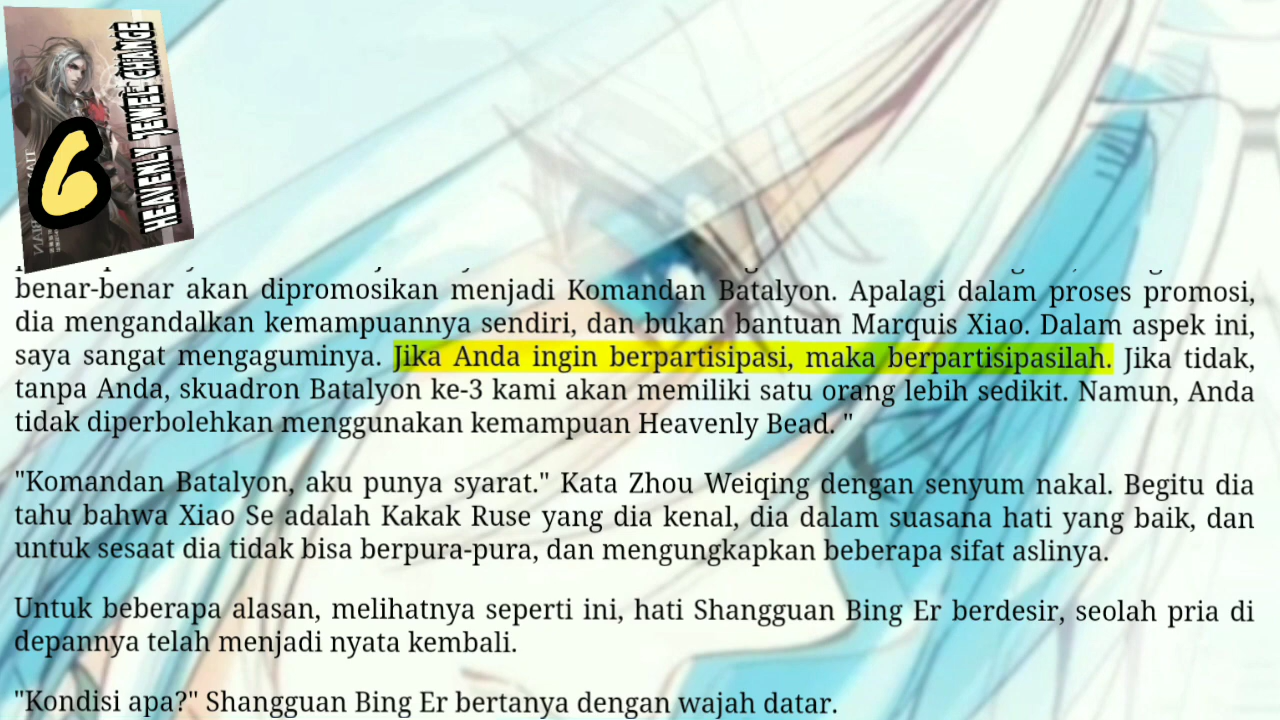 HEAVENLY JEWEL CHANGE
6
benar-benar akan dipromosikan menjadi Komandan Batalyon. Apalagi dalam proses promosi,
dia mengandalkan kemampuannya sendiri, dan bukan bantuan Marquis Xiao. Dalam aspek ini,
saya sangat mengaguminya. Jika Anda ingin berpartisipasi, maka berpartisipasilah. Jika tidak,
tanpa Anda, skuadron Batalyon ke-3 kami akan memiliki satu orang lebih sedikit. Namun, Anda
tidak diperbolehkan menggunakan kemampuan Heavenly Bead. "
"Komandan Batalyon, aku punya syarat." Kata Zhou Weiqing dengan senyum nakal. Begitu dia
tahu bahwa Xiao Se adalah Kakak Ruse yang dia kenal, dia dalam suasana hati yang baik, dan
untuk sesaat dia tidak bisa berpura-pura, dan mengungkapkan beberapa sifat aslinya.
Untuk beberapa alasan, melihatnya seperti ini, hati Shangguan Bing Er berdesir, seolah pria di
depannya telah menjadi nyata kembali.
"Kondisi apa?" Shangguan Bing Er bertanya dengan wajah datar.